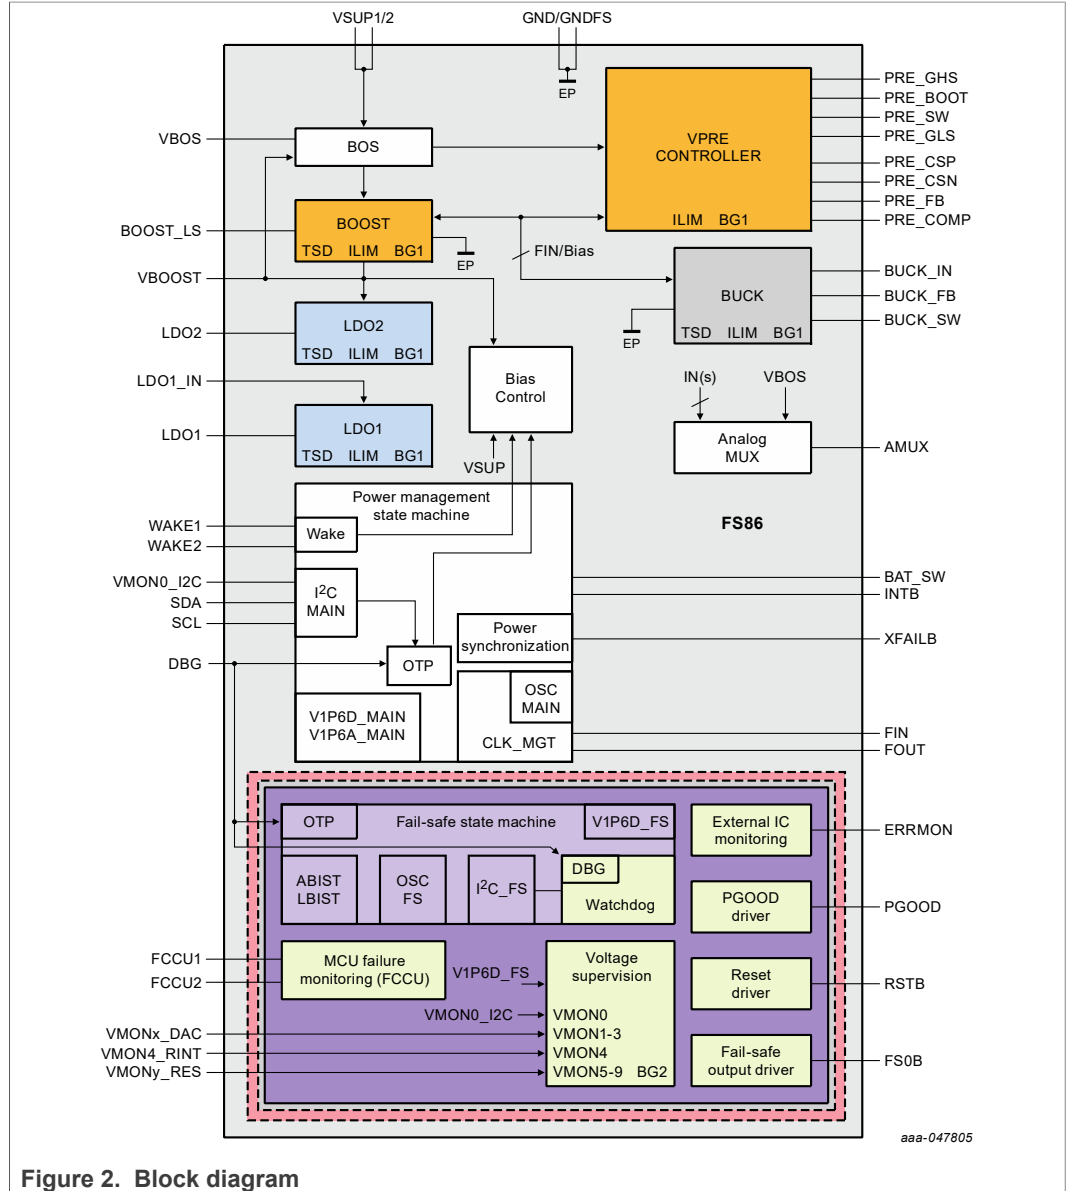 VSUP1/2
GND/GNDFS
EP
VBOS
BOS
VPRE
CONTROLLER
ILIM BG1
PRE_GHS
PRE_BOOT
PRE_SW
PRE_GLS
PRE_CSP
PRE_CSN
PRE_FB
PRE_COMP
BOOST_LS
BOOST
TSD ILIM BG1
EP
FIN/Bias
VBOOST
BUCK
TSD ILIM BG1
EP
BUCK_IN
BUCK_FB
BUCK_SW
LDO2
LDO2
TSD ILIM BG1
LDO1_IN
LDO1
LDO1
TSD ILIM BG1
Bias
Control
VSUP
IN(s)
VBOS
Analog
MUX
AMUX
FS86
Power management
state machine
WAKE1
WAKE2
Wake
VMON0_I2C
SDA
SCL
I2C
MAIN
DBG
OTP
Power
synchronization
OSC
MAIN
CLK_MGT
V1P6D_MAIN
V1P6A_MAIN
BAT_SW
INTB
XFAILB
FIN
FOUT
OTP
Fail-safe state machine
V1P6D_FS
ABIST
LBIST
OSC
FS
I2C_FS
DBG
Watchdog
External IC
monitoring
ERRMON
PGOOD
driver
PGOOD
FCCU1
FCCU2
MCU failure
monitoring (FCCU)
V1P6D_FS
VMON0_I2C
Voltage
supervision
VMON0
VMON1-3
VMON4
VMON5-9 BG2
VMONx_DAC
VMON4_RINT
VMONy_RES
Reset
driver
RSTB
Fail-safe
output driver
FS0B
aaa-047805
Figure 2. Block diagram